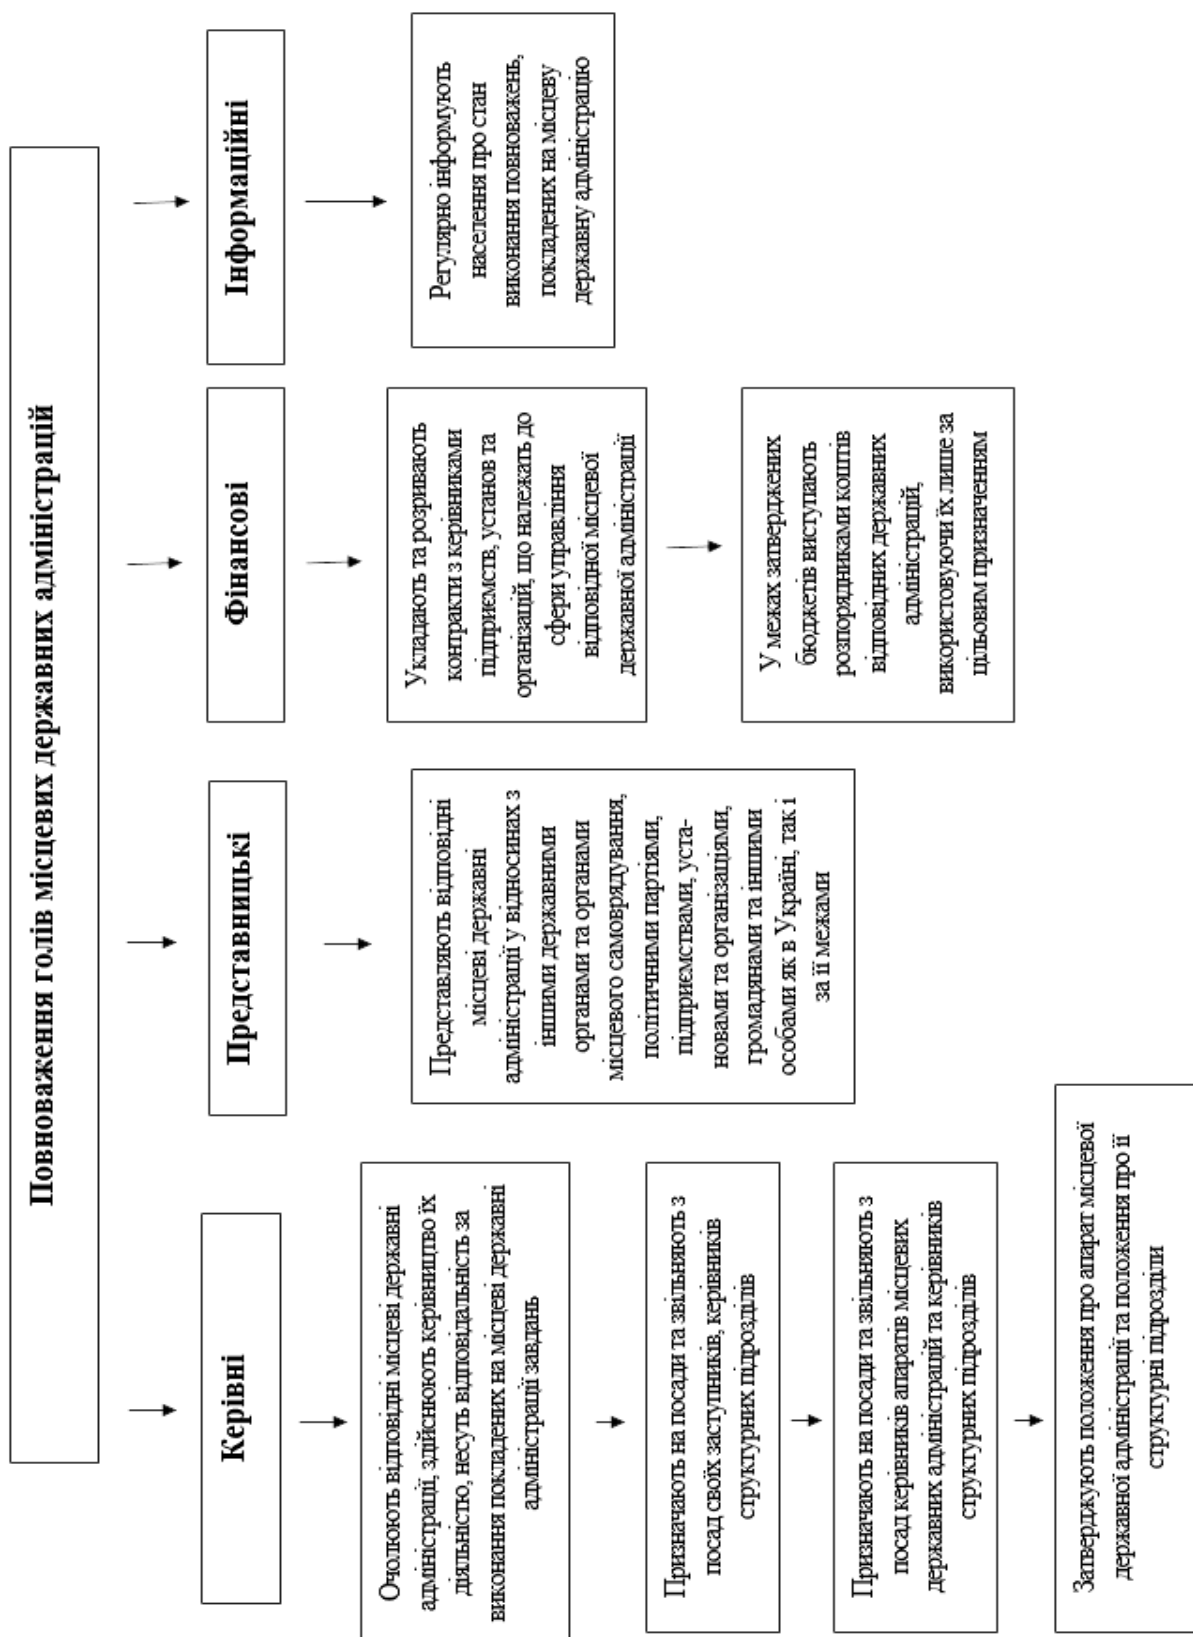 Повноваження голів місцевих державних адміністрацій
Керівні
Очолюють відповідні місцеві державні
адміністрації, здійснюють керівництво їх
діяльністю, несуть відповідальність за
виконання покладених на місцеві державні
адміністрації завдань
Призначають на посади та звільняють з
посад своїх заступників, керівників
структурних підрозділів
Призначають на посади та звільняють з
посад керівників апаратів місцевих
державних адміністрацій та керівників
структурних підрозділів
Затверджують положення про апарат місцевої
державної адміністрації та положення про її
структурні підрозділи
Представницькі
Представляють відповідні
місцеві державні
адміністрації у відносинах з
іншими державними
органами та органами
місцевого самоврядування,
політичними партіями,
підприємствами, уста-
новами та організаціями,
громадянами та іншими
особами як в Україні, так і
за її межами
Фінансові
Укладають та розривають
контракти з керівниками
підприємств, установ та
організацій, що належать до
сфери управління
відповідної місцевої
державної адміністрації
У межах затверджених
бюджетів виступають
розпорядниками коштів
відповідних державних
адміністрацій,
використовуючи їх лише за
цільовим призначенням
Інформаційні
Регулярно інформують
населення про стан
виконання повноважень,
покладених на місцеву
державну адміністрацію